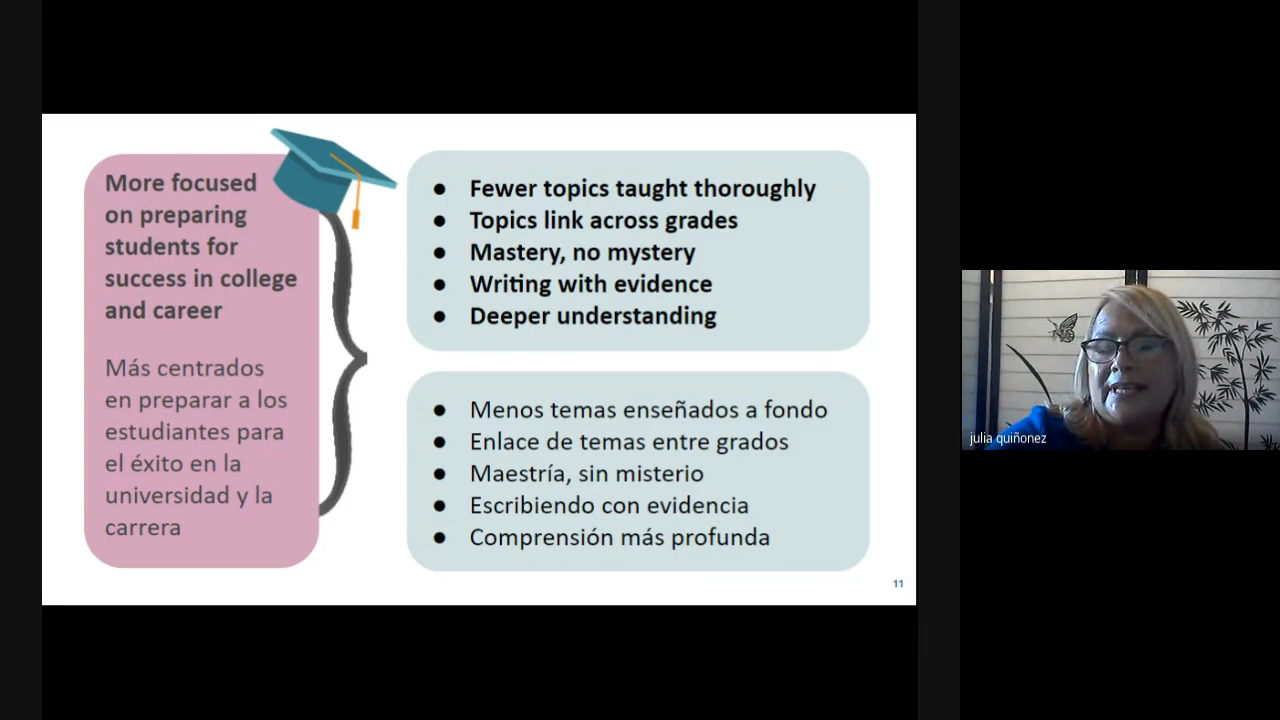 More focused
on preparing
students for
success in college
and career
Más centrados
en preparar a los
estudiantes para
el éxito en la
universidad y la
carrera
● Fewer topics taught thoroughly
● Topics link across grades
● Mastery, no mystery
● Writing with evidence
● Deeper understanding
● Menos temas enseñados a fondo
● Enlace de temas entre grados
● Maestría, sin misterio
● Escribiendo con evidencia
● Comprensión más profunda
11
julia quiñonez